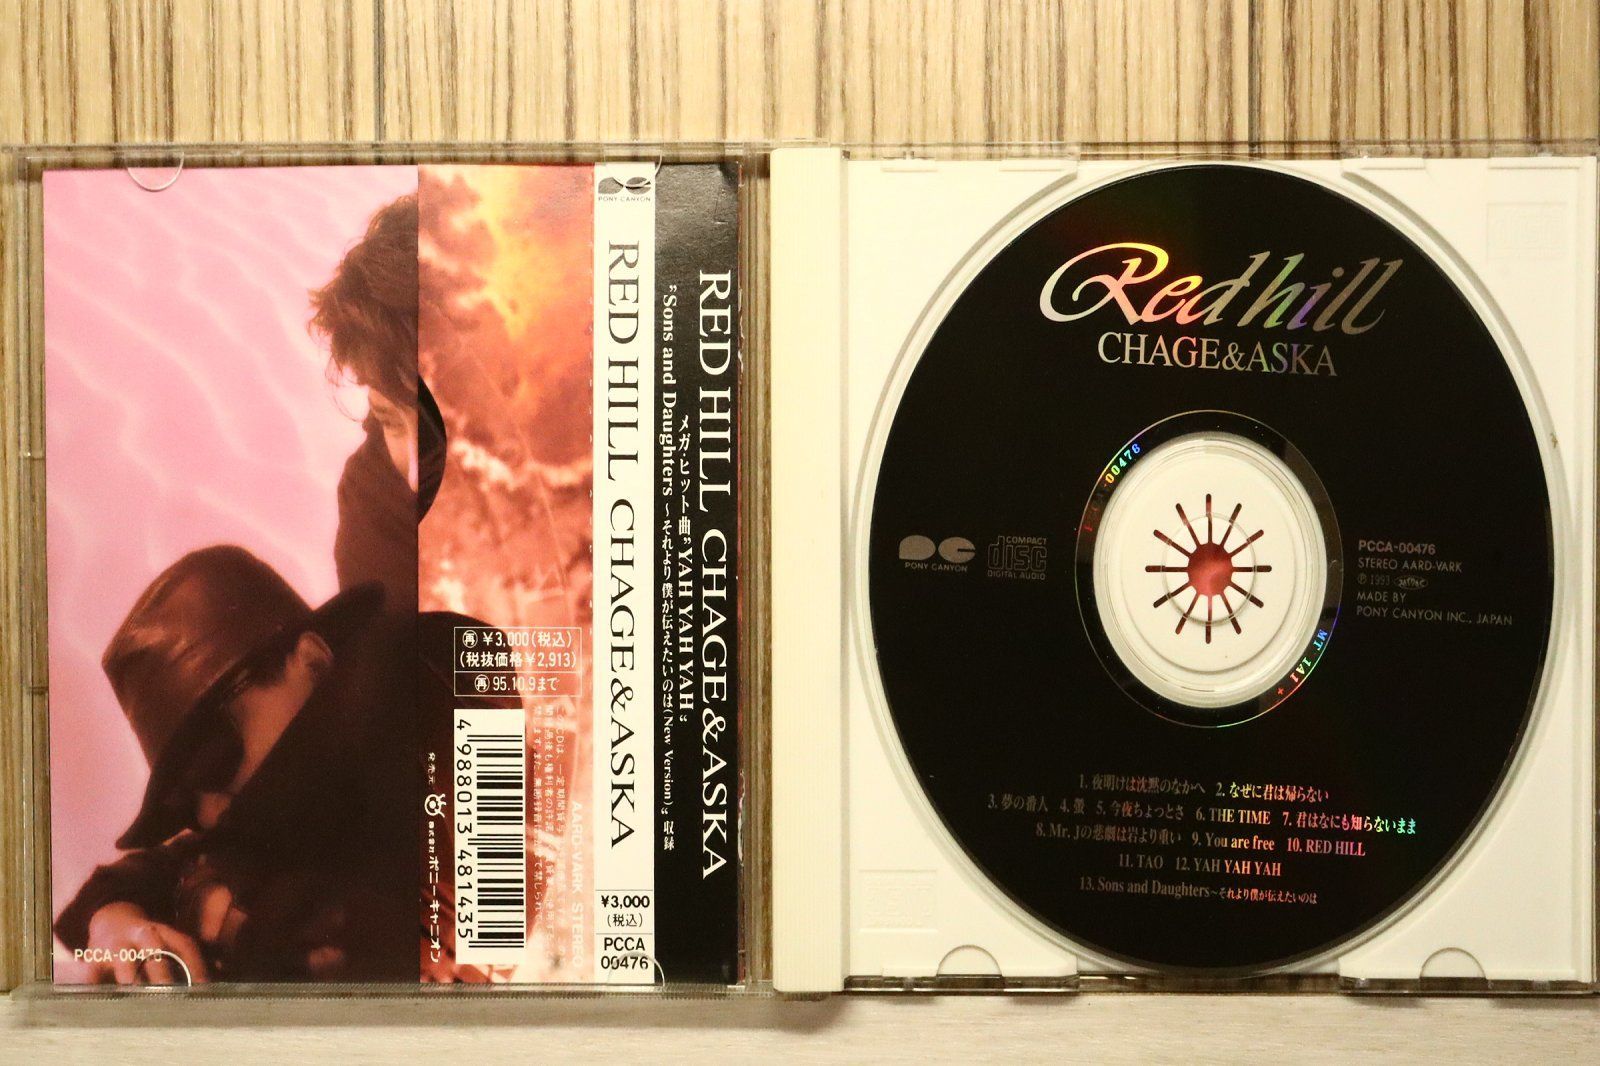 PCCA-00476
再 ¥3,000(税込)
(税抜価格¥2,913)
再 95.10.9まで
4 988013 481435
発売元
株式会社 ポニーキャニオン
AARD-VARK STEREO
PONY CANYON
RED HILL CHAGE&ASKA
¥3,000
(税込)
PCCA
00476
RED HILL CHAGE&ASKA
メガ・ヒット曲"YAH YAH YAH"
"Sons and Daughters ～それより僕が伝えたいのは(New Version)"収録
Red hill
CHAGE&ASKA
00476
MT 1A1 +
PONY CANYON
COMPACT
disc
DIGITAL AUDIO
PCCA-00476
STEREO AARD-VARK
Ⓟ 1993
MADE BY
PONY CANYON INC., JAPAN
1. 夜明けは沈黙のなかへ 2. なぜに君は帰らない
3. 夢の番人 4. 螢 5. 今夜ちょっとさ 6. THE TIME 7. 君はなにも知らないまま
8. Mr. Jの悲劇は岩より重い 9. You are free 10. RED HILL
11. TAO 12. YAH YAH YAH
13. Sons and Daughters～それより僕が伝えたいのは